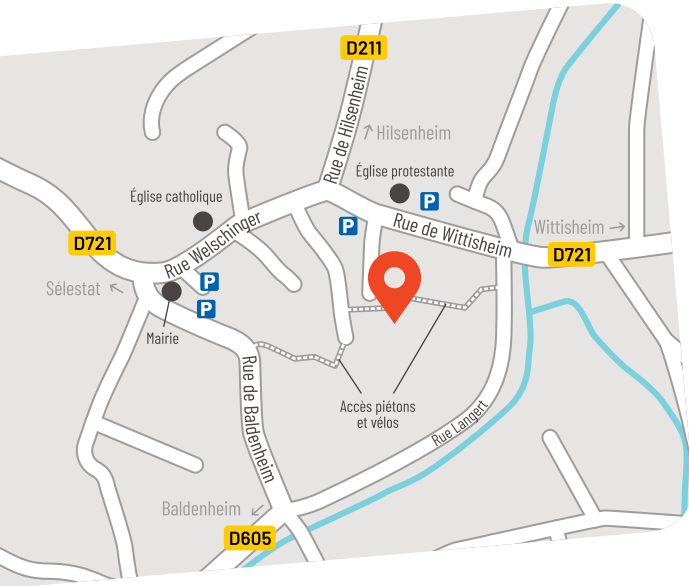 D211
Rue de Hilsenheim
Hilsenheim
Église protestante
P
Église catholique
P
Rue de Wittisheim
Wittisheim
D721
D721
Rue Welschinger
Sélestat
P
P
Mairie
Rue de Baldenheim
Accès piétons
et vélos
Rue Langert
Baldenheim
D605